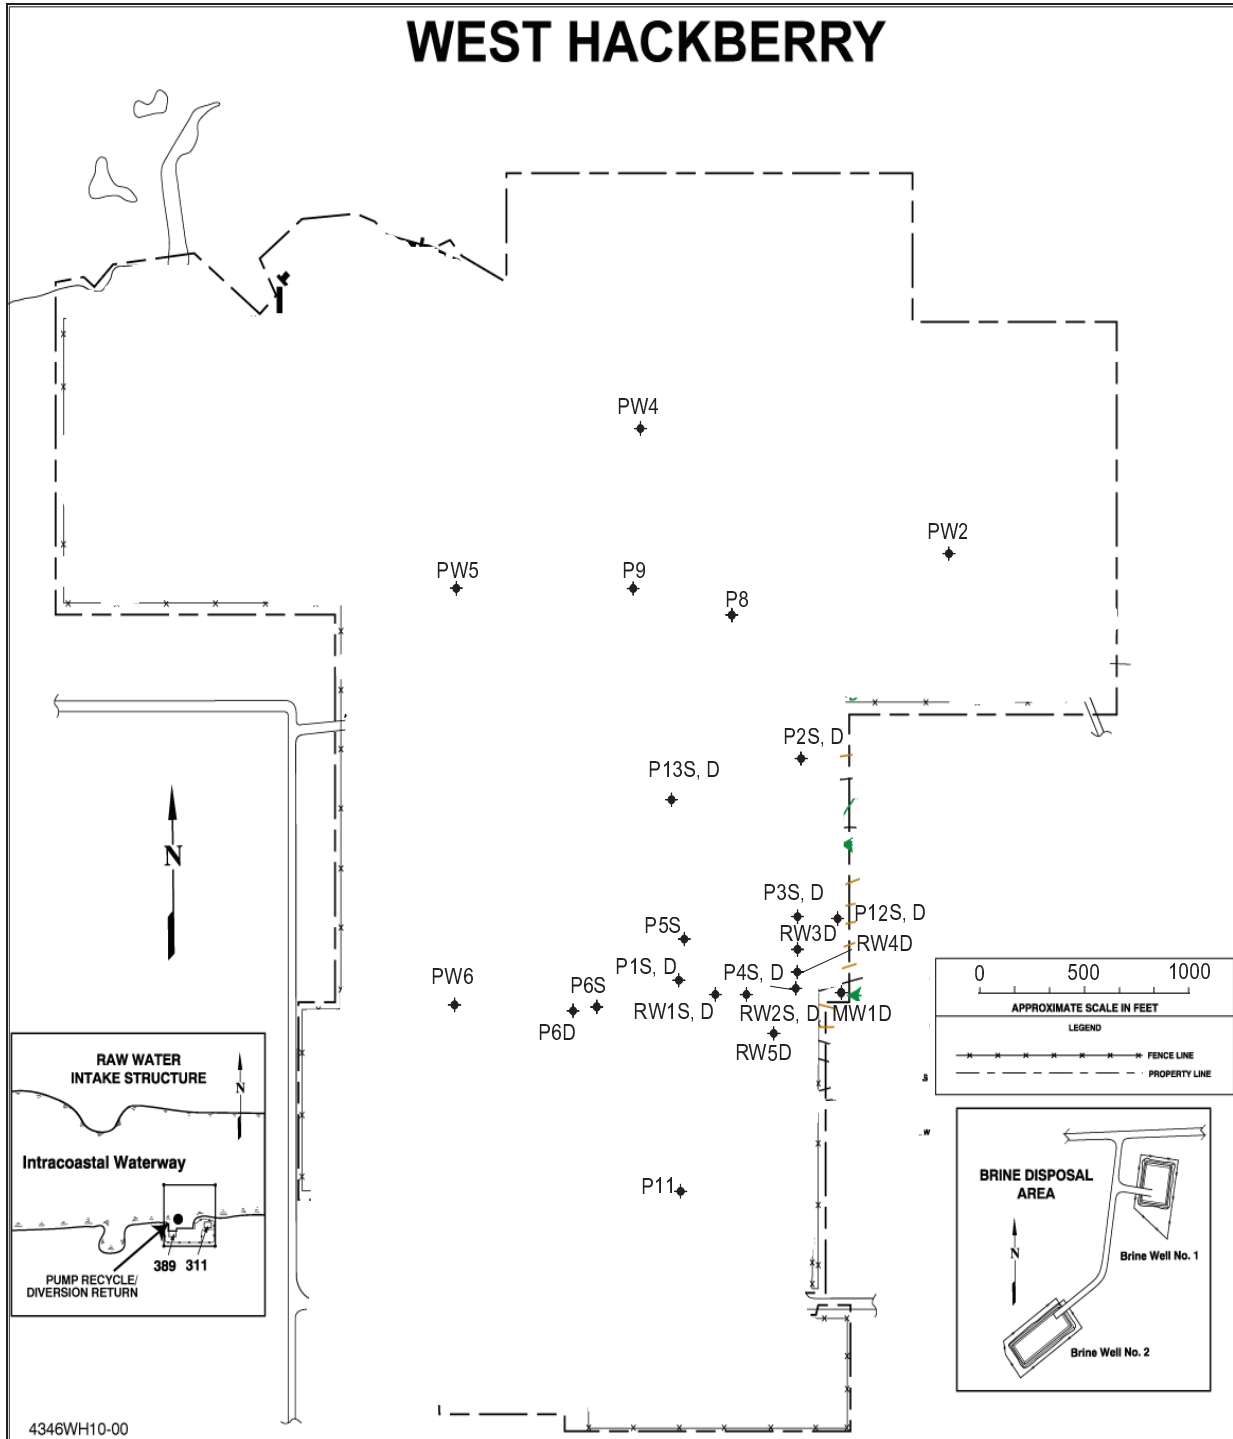 WEST HACKBERRY
PW4
PW2
PW5
P9
P8
P2S, D
P13S, D
P3S, D
P12S, D
P5S
RW3D
RW4D
P1S, D
P4S, D
PW6
P6S
RW1S, D
RW2S, D
MW1D
P6D
RW5D
P11
N
0 500 1000
APPROXIMATE SCALE IN FEET
LEGEND
FENCE LINE
PROPERTY LINE
S
W
RAW WATER
INTAKE STRUCTURE
N
Intracoastal Waterway
389 311
PUMP RECYCLE/
DIVERSION RETURN
BRINE DISPOSAL
AREA
N
Brine Well No. 1
Brine Well No. 2
4346WH10-00